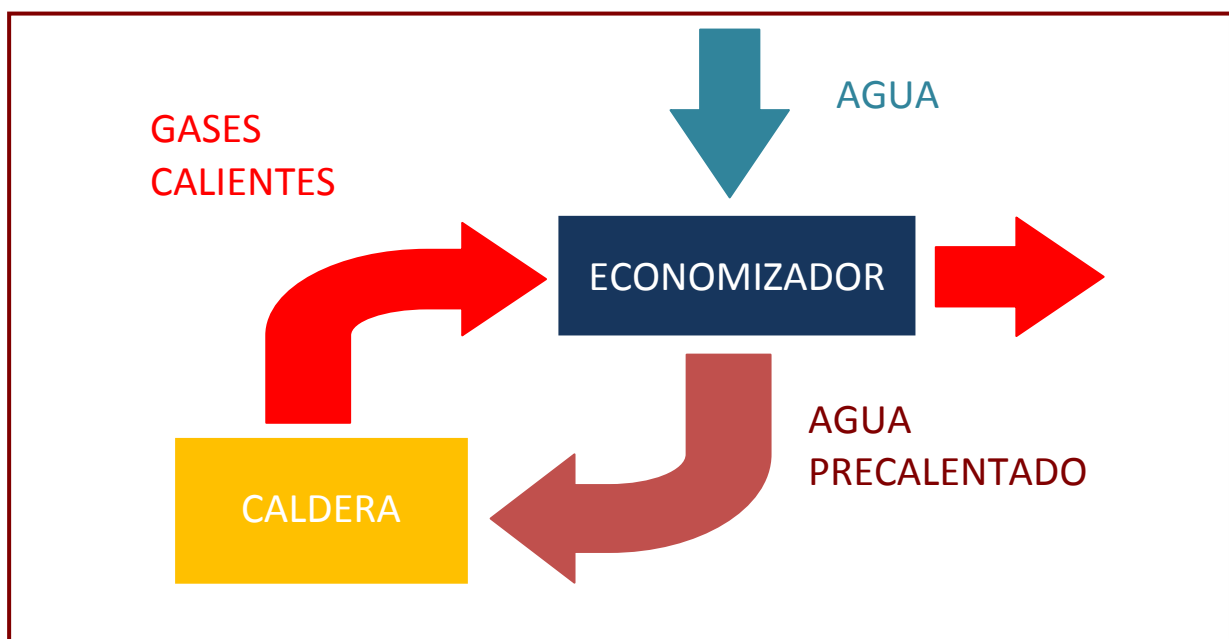 AGUA
GASES
CALIENTES
ECONOMIZADOR
AGUA
PRECALENTADO
CALDERA